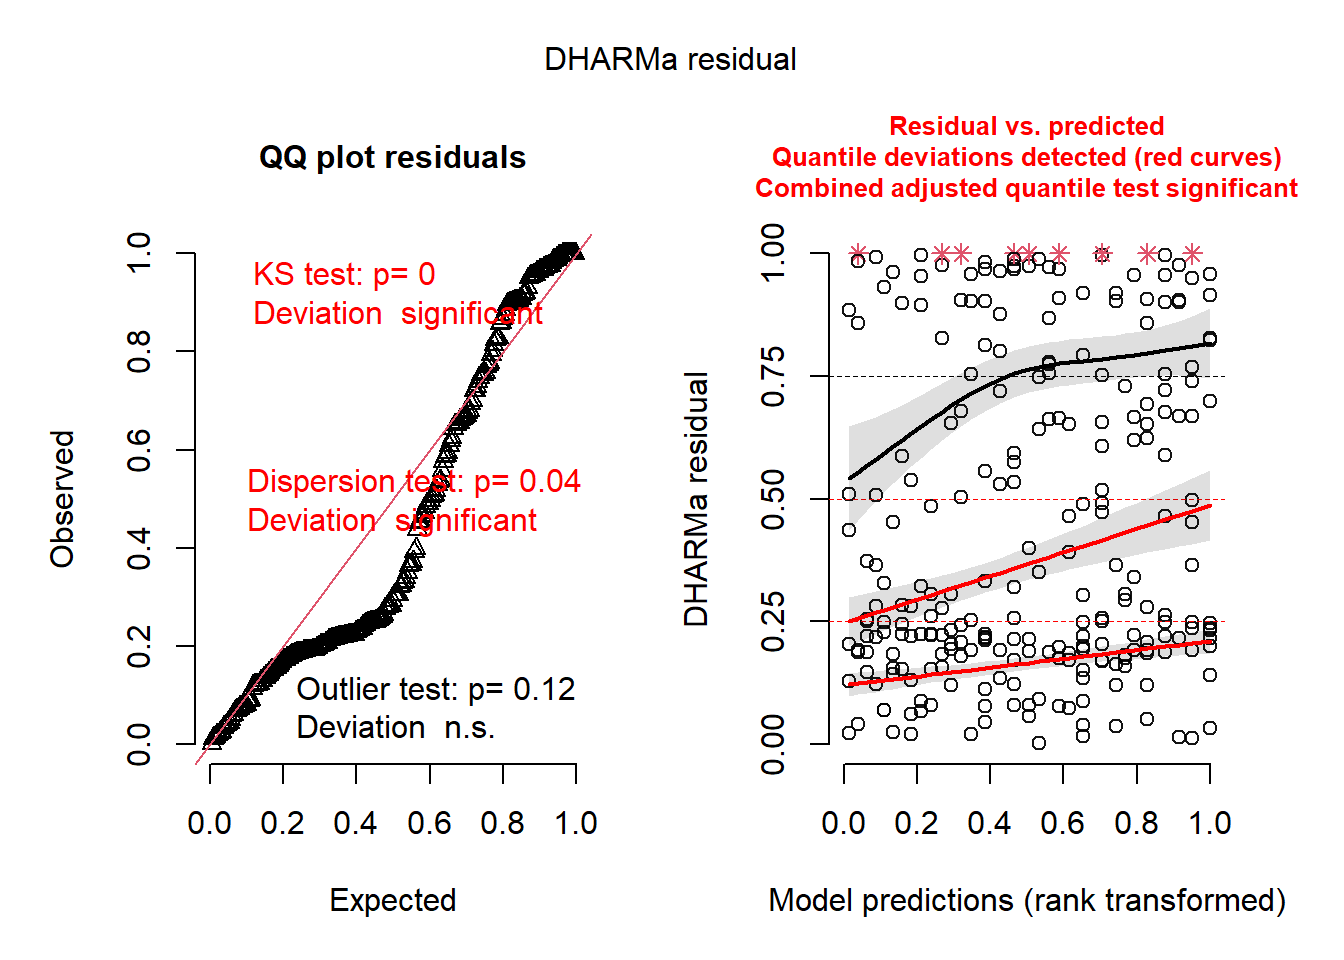 DHARMa residual
QQ plot residuals
KS test: p= 0
Deviation  significant
Dispersion test: p= 0.04
Deviation  significant
Outlier test: p= 0.12
Deviation  n.s.
Observed
0.0 0.2 0.4 0.6 0.8 1.0
0.0 0.2 0.4 0.6 0.8 1.0
Expected
Residual vs. predicted
Quantile deviations detected (red curves)
Combined adjusted quantile test significant
DHARMa residual
0.00 0.25 0.50 0.75 1.00
0.0 0.2 0.4 0.6 0.8 1.0
Model predictions (rank transformed)